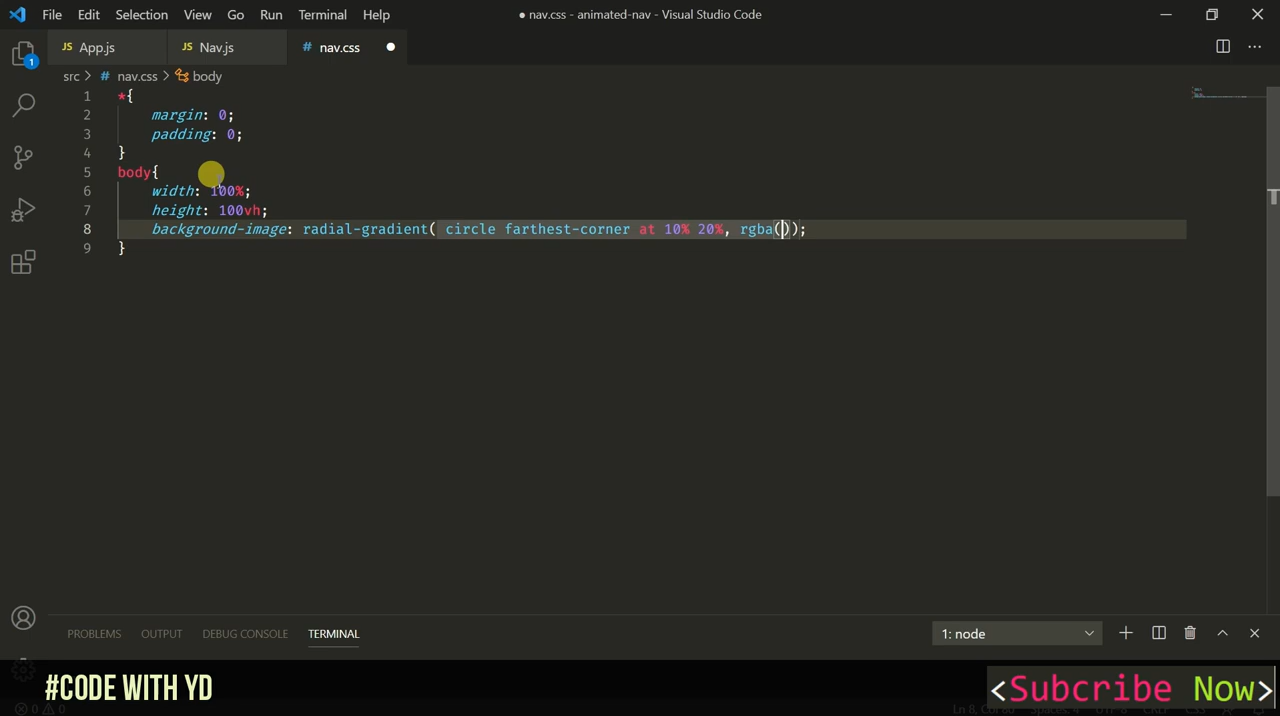 File Edit Selection View Go Run Terminal Help ● nav.css - animated-nav - Visual Studio Code
JS App.js JS Nav.js # nav.css
src > # nav.css > body
1 *{
2 margin: 0;
3 padding: 0;
4 }
5 body{
6 width: 100%;
7 height: 100vh;
8 background-image: radial-gradient( circle farthest-corner at 10% 20%, rgba());
9 }
1
PROBLEMS OUTPUT DEBUG CONSOLE TERMINAL 1: node
#CODE WITH YD
<Subcribe Now>